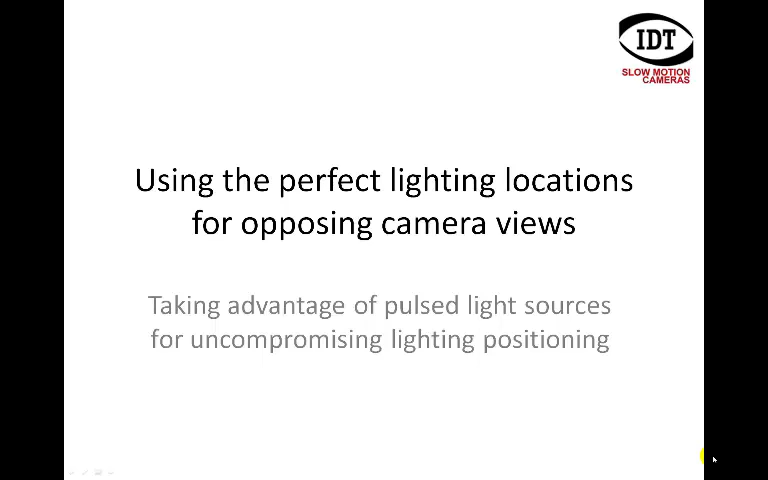 IDT
SLOW MOTION
CAMERAS
Using the perfect lighting locations
for opposing camera views
Taking advantage of pulsed light sources
for uncompromising lighting positioning